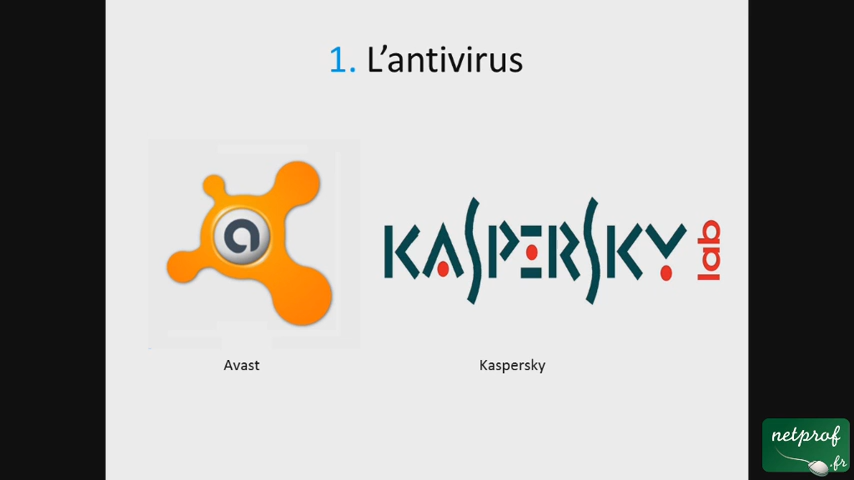 1. L'antivirus
a
KASPERSKY lab
Avast
Kaspersky
netprof
.fr